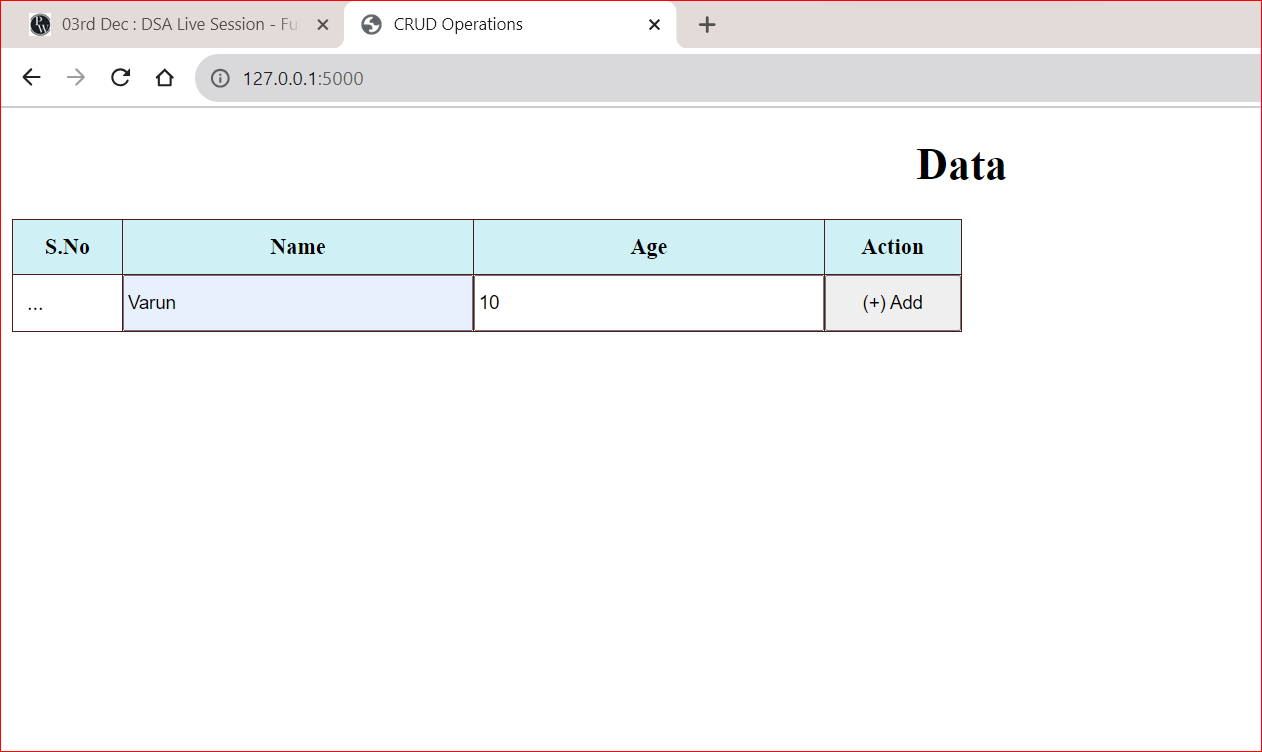 03rd Dec : DSA Live Session - Fu
CRUD Operations
127.0.0.1:5000
Data
S.No Name Age Action
... Varun 10 (+) Add